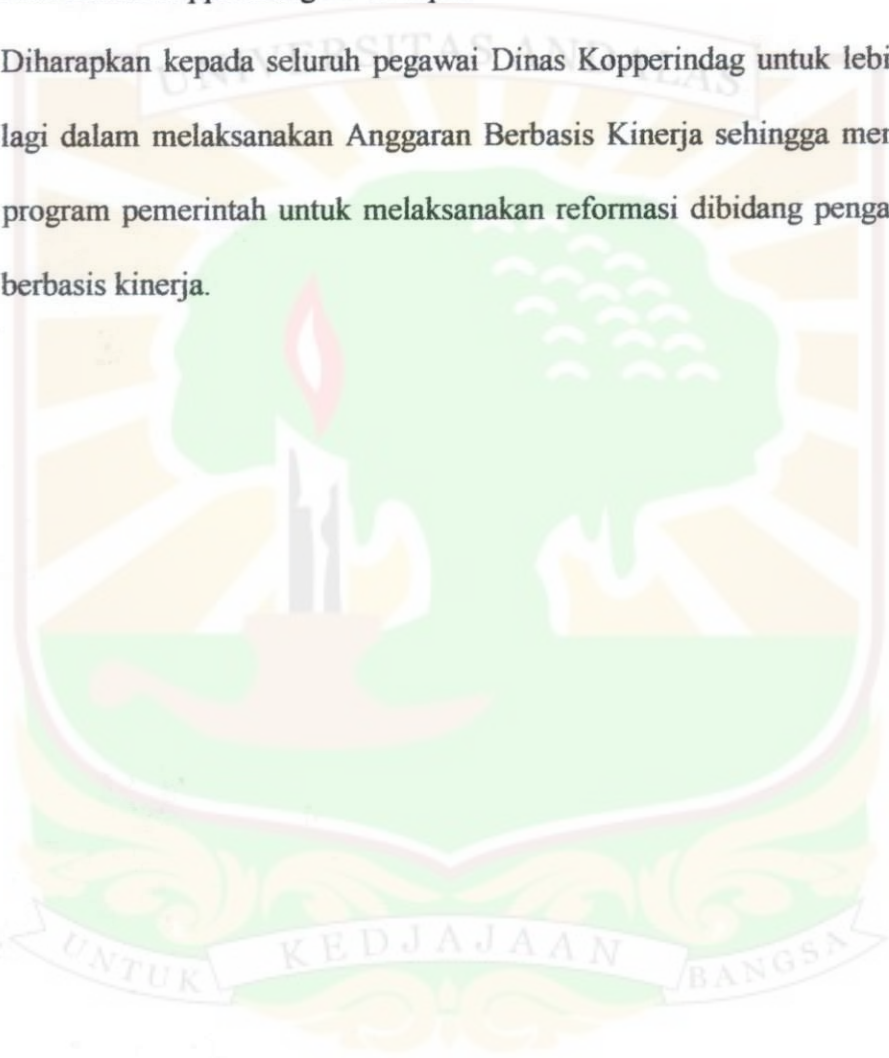 UNIVERSITAS ANDALAS
Diharapkan kepada seluruh pegawai Dinas Kopperindag untuk lebi
lagi dalam melaksanakan Anggaran Berbasis Kinerja sehingga mer
program pemerintah untuk melaksanakan reformasi dibidang penga
berbasis kinerja.
UNTUK KEDJAJAAN BANGSA